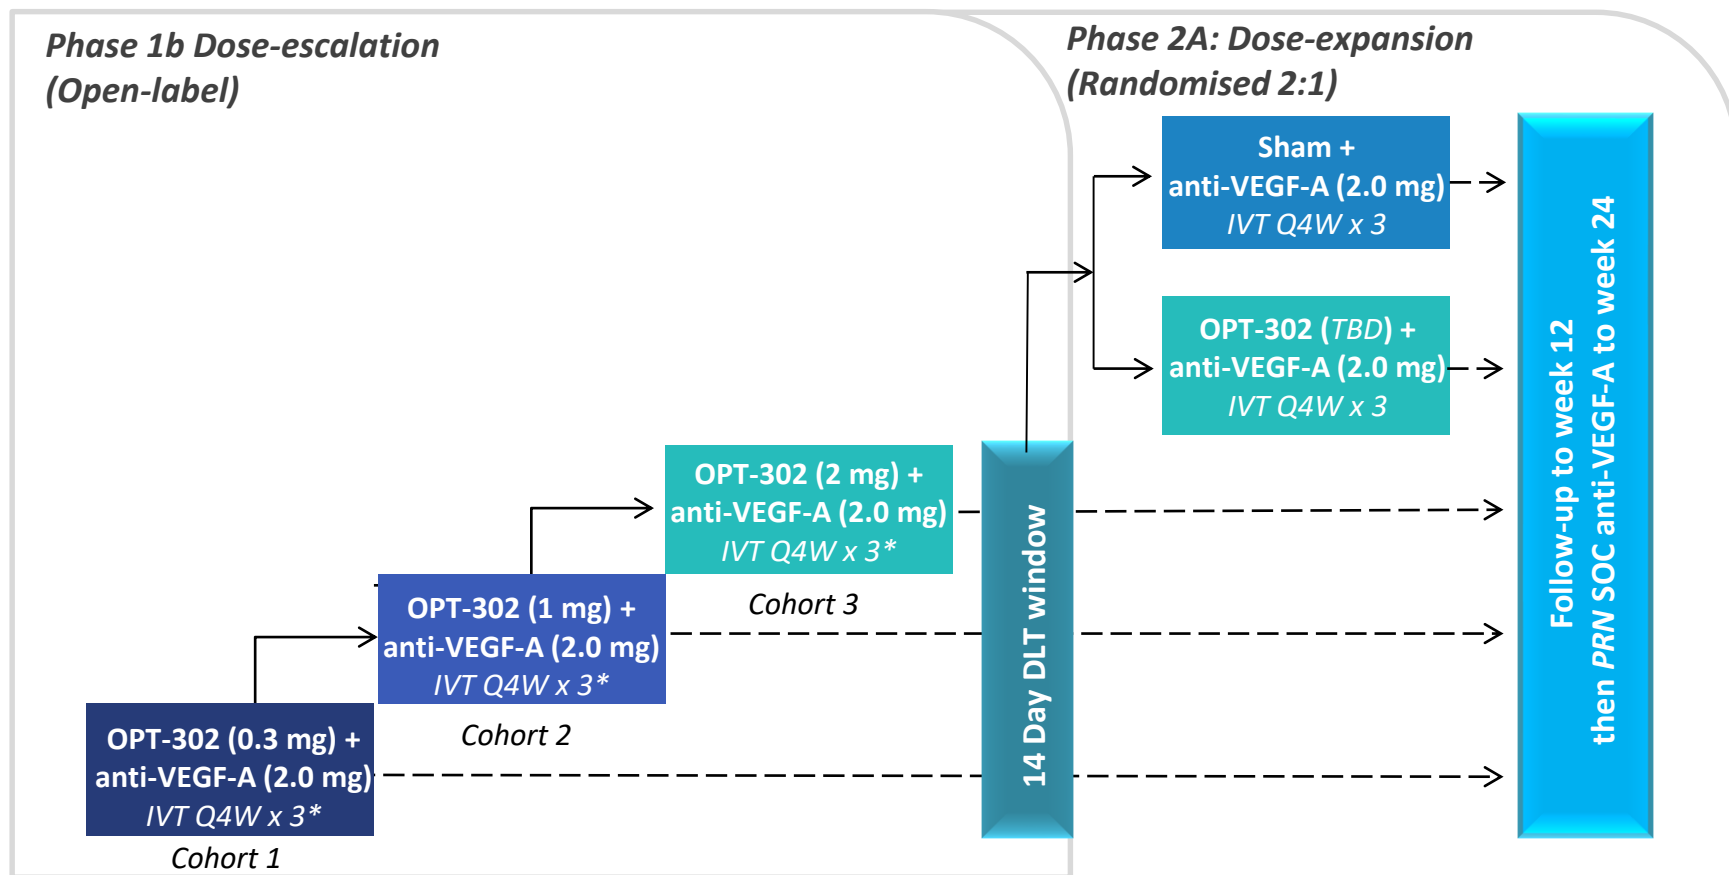 Phase 1b Dose-escalation
(Open-label)
Phase 2A: Dose-expansion
(Randomised 2:1)
Sham +
anti-VEGF-A (2.0 mg)
IVT Q4W x 3
OPT-302 (TBD) +
anti-VEGF-A (2.0 mg)
IVT Q4W x 3
OPT-302 (2 mg) +
anti-VEGF-A (2.0 mg)
IVT Q4W x 3*
Cohort 3
OPT-302 (1 mg) +
anti-VEGF-A (2.0 mg)
IVT Q4W x 3*
Cohort 2
OPT-302 (0.3 mg) +
anti-VEGF-A (2.0 mg)
IVT Q4W x 3*
Cohort 1
14 Day DLT window
Follow-up to week 12
then PRN SOC anti-VEGF-A to week 24